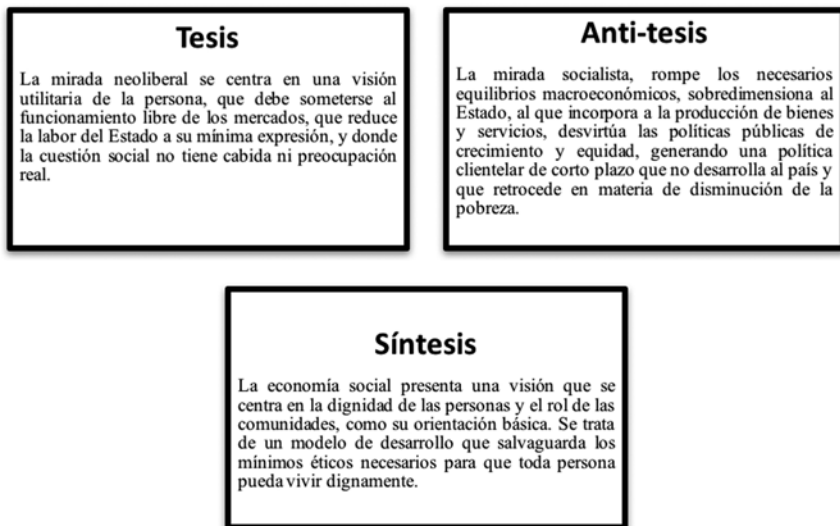 Tesis
La mirada neoliberal se centra en una visión
utilitaria de la persona, que debe someterse al
funcionamiento libre de los mercados, que reduce
la labor del Estado a su mínima expresión, y donde
la cuestión social no tiene cabida ni preocupación
real.
Anti-tesis
La mirada socialista, rompe los necesarios
equilibrios macroeconómicos, sobredimensiona al
Estado, al que incorpora a la producción de bienes
y servicios, desvirtúa las políticas públicas de
crecimiento y equidad, generando una política
clientelar de corto plazo que no desarrolla al país y
que retrocede en materia de disminución de la
pobreza.
Síntesis
La economía social presenta una visión que se
centra en la dignidad de las personas y el rol de las
comunidades, como su orientación básica. Se trata
de un modelo de desarrollo que salvaguarda los
mínimos éticos necesarios para que toda persona
pueda vivir dignamente.